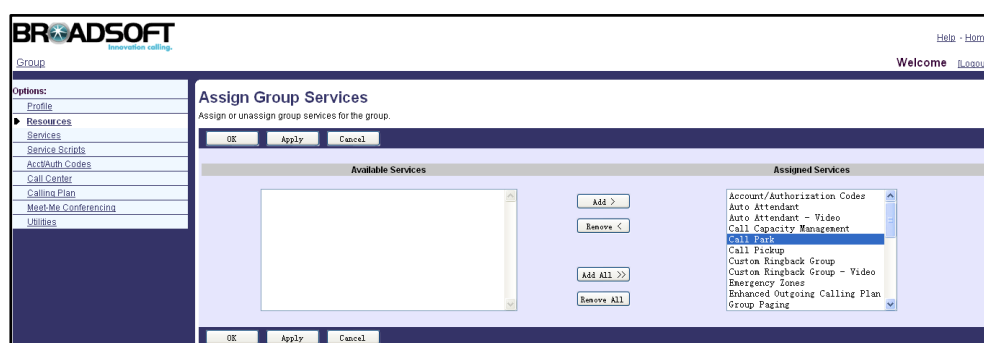 BROADSOFT
Innovation calling.
Help - Hom
Group
Welcome [Logou
Options:
Profile
Resources
Services
Service Scripts
Acct/Auth Codes
Call Center
Calling Plan
Meet-Me Conferencing
Utilities
Assign Group Services
Assign or unassign group services for the group.
OK Apply Cancel
Available Services
Add >
Remove <
Add All >>
Remove All
Assigned Services
Account/Authorization Codes
Auto Attendant
Auto Attendant - Video
Call Capacity Management
Call Park
Call Pickup
Custom Ringback Group
Custom Ringback Group - Video
Emergency Zones
Enhanced Outgoing Calling Plan
Group Paging
OK Apply Cancel